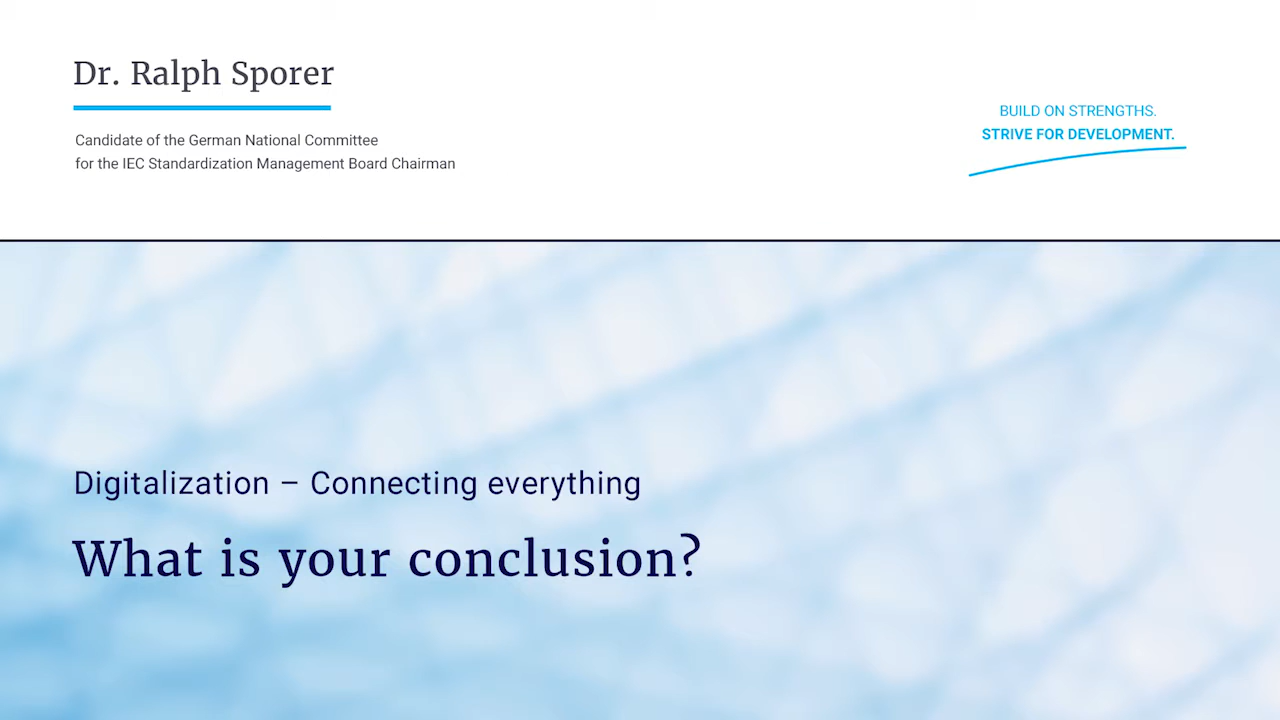 Dr. Ralph Sporer
Candidate of the German National Committee
for the IEC Standardization Management Board Chairman
BUILD ON STRENGTHS.
STRIVE FOR DEVELOPMENT.
Digitalization – Connecting everything
What is your conclusion?